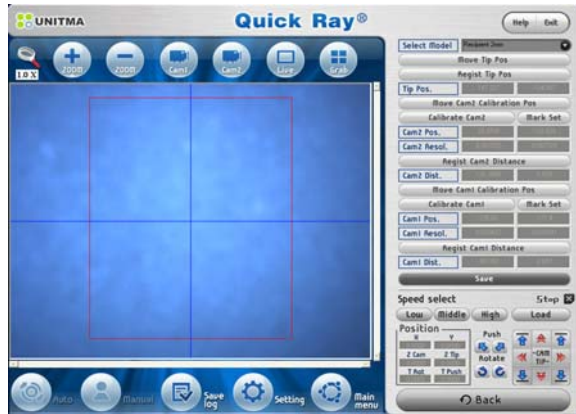 UNITMA
Quick Ray®
Help Exit
1.0 X
ZOOM
ZOOM
Cam1
Cam2
Live
Grab
Select Model
Move Tip Pos
Regist Tip Pos
Tip Pos.
Move Cam2 Calibration Pos
Calibrate Cam2 Mark Set
Cam2 Pos.
Cam2 Resol.
Regist Cam2 Distance
Cam2 Dist.
Move Cam1 Calibration Pos
Calibrate Cam1 Mark Set
Cam1 Pos.
Cam1 Resol.
Regist Cam1 Distance
Cam1 Dist.
Save
Speed select Stop
Low Middle High Load
Position
X Y Push
Z Cam Z Tip Rotate
-CAM
TIP-
T Rot T Push
Auto
Manual
Save log
Setting
Main menu
Back